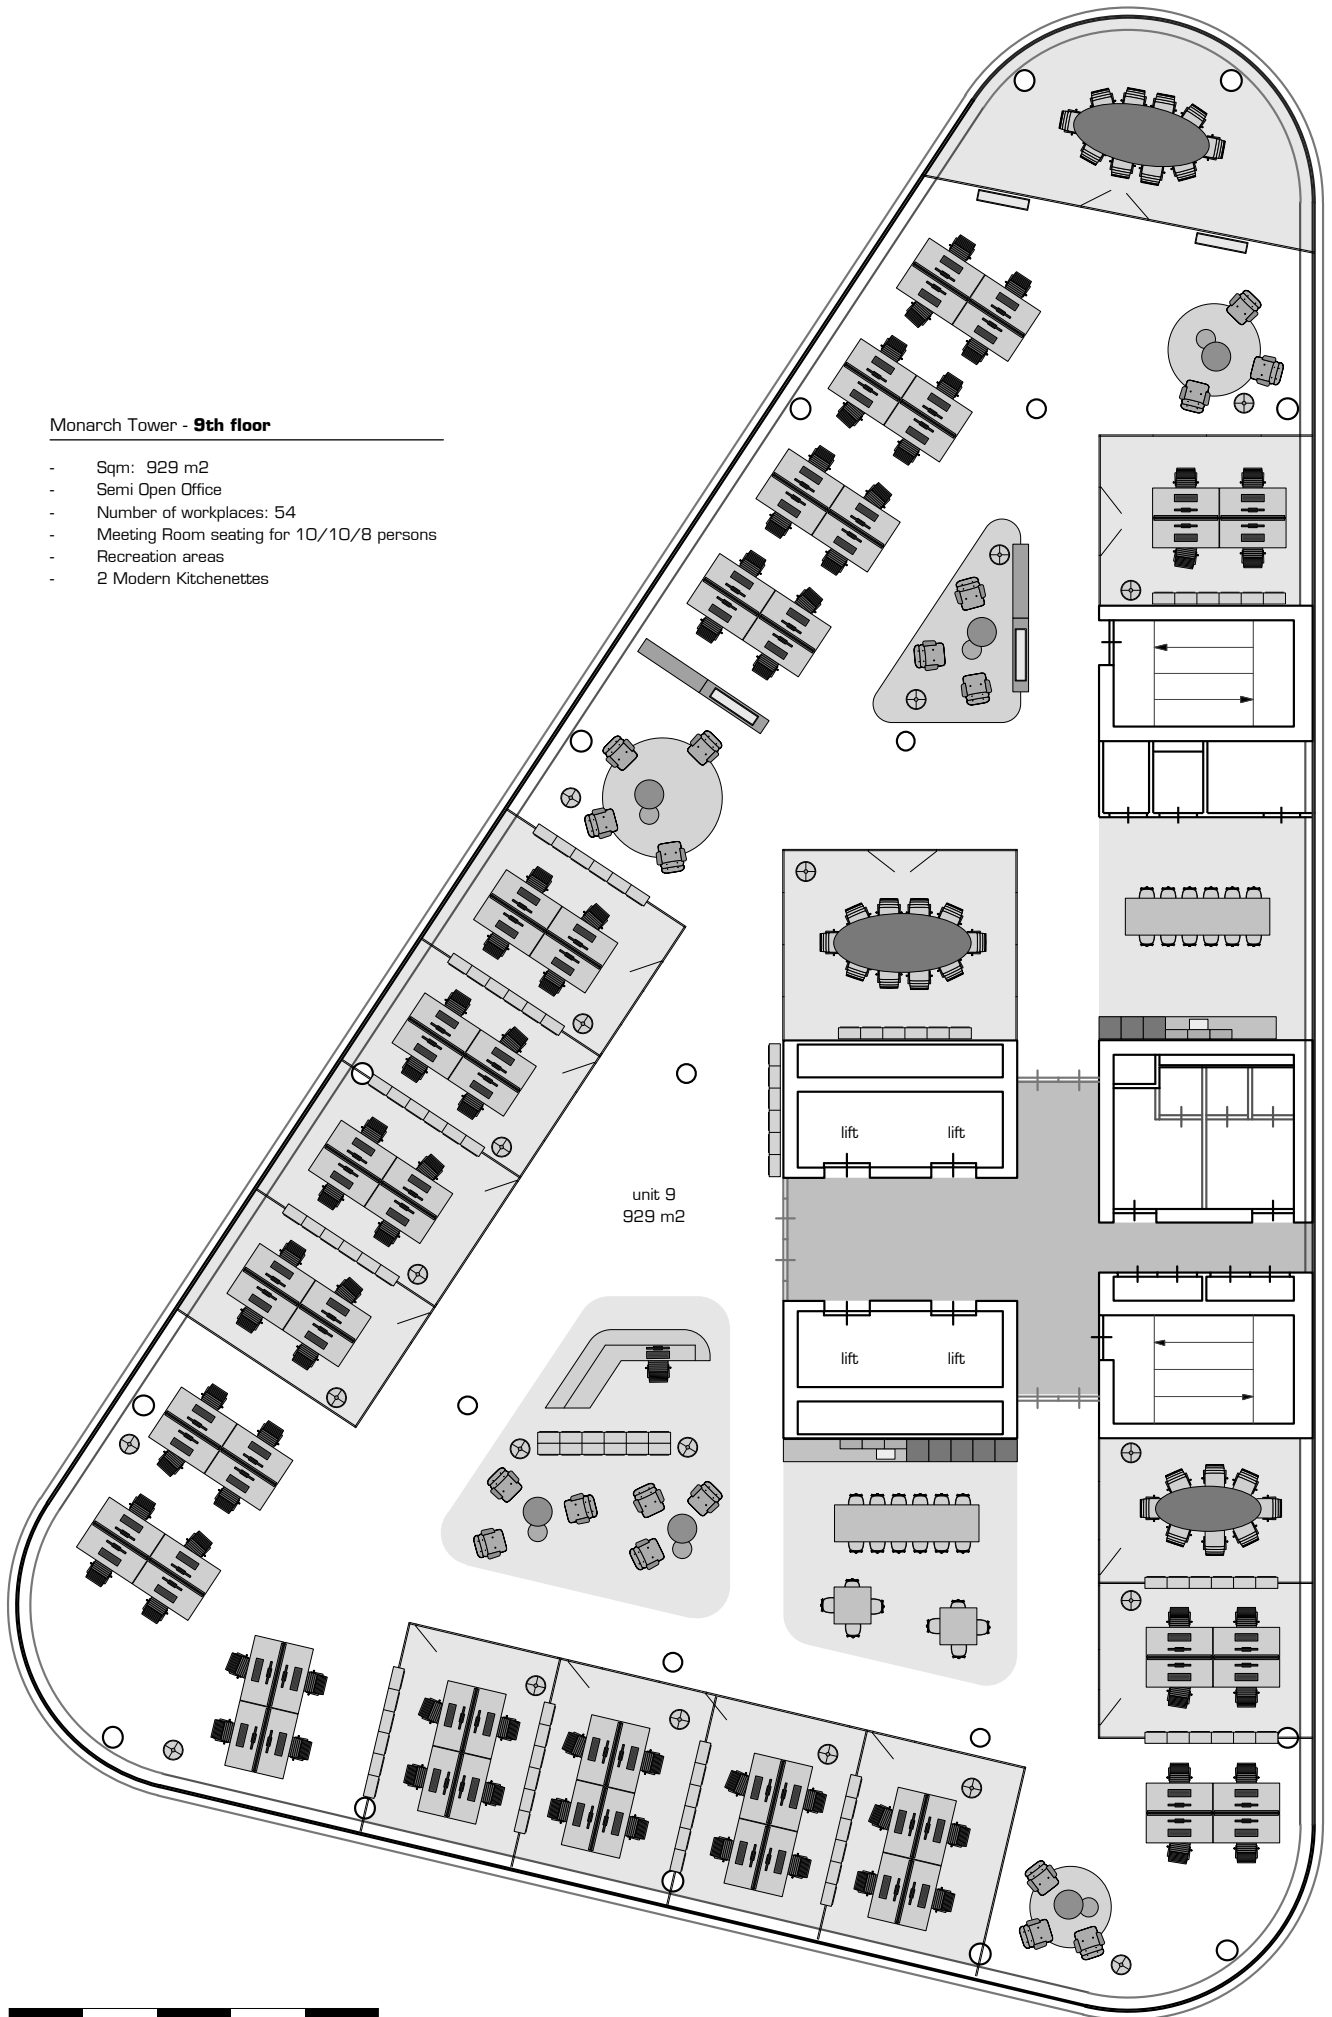 Monarch Tower - 9th floor
- Sqm: 929 m2
- Semi Open Office
- Number of workplaces: 54
- Meeting Room seating for 10/10/8 persons
- Recreation areas
- 2 Modern Kitchenettes
lift lift
unit 9
929 m2
lift lift